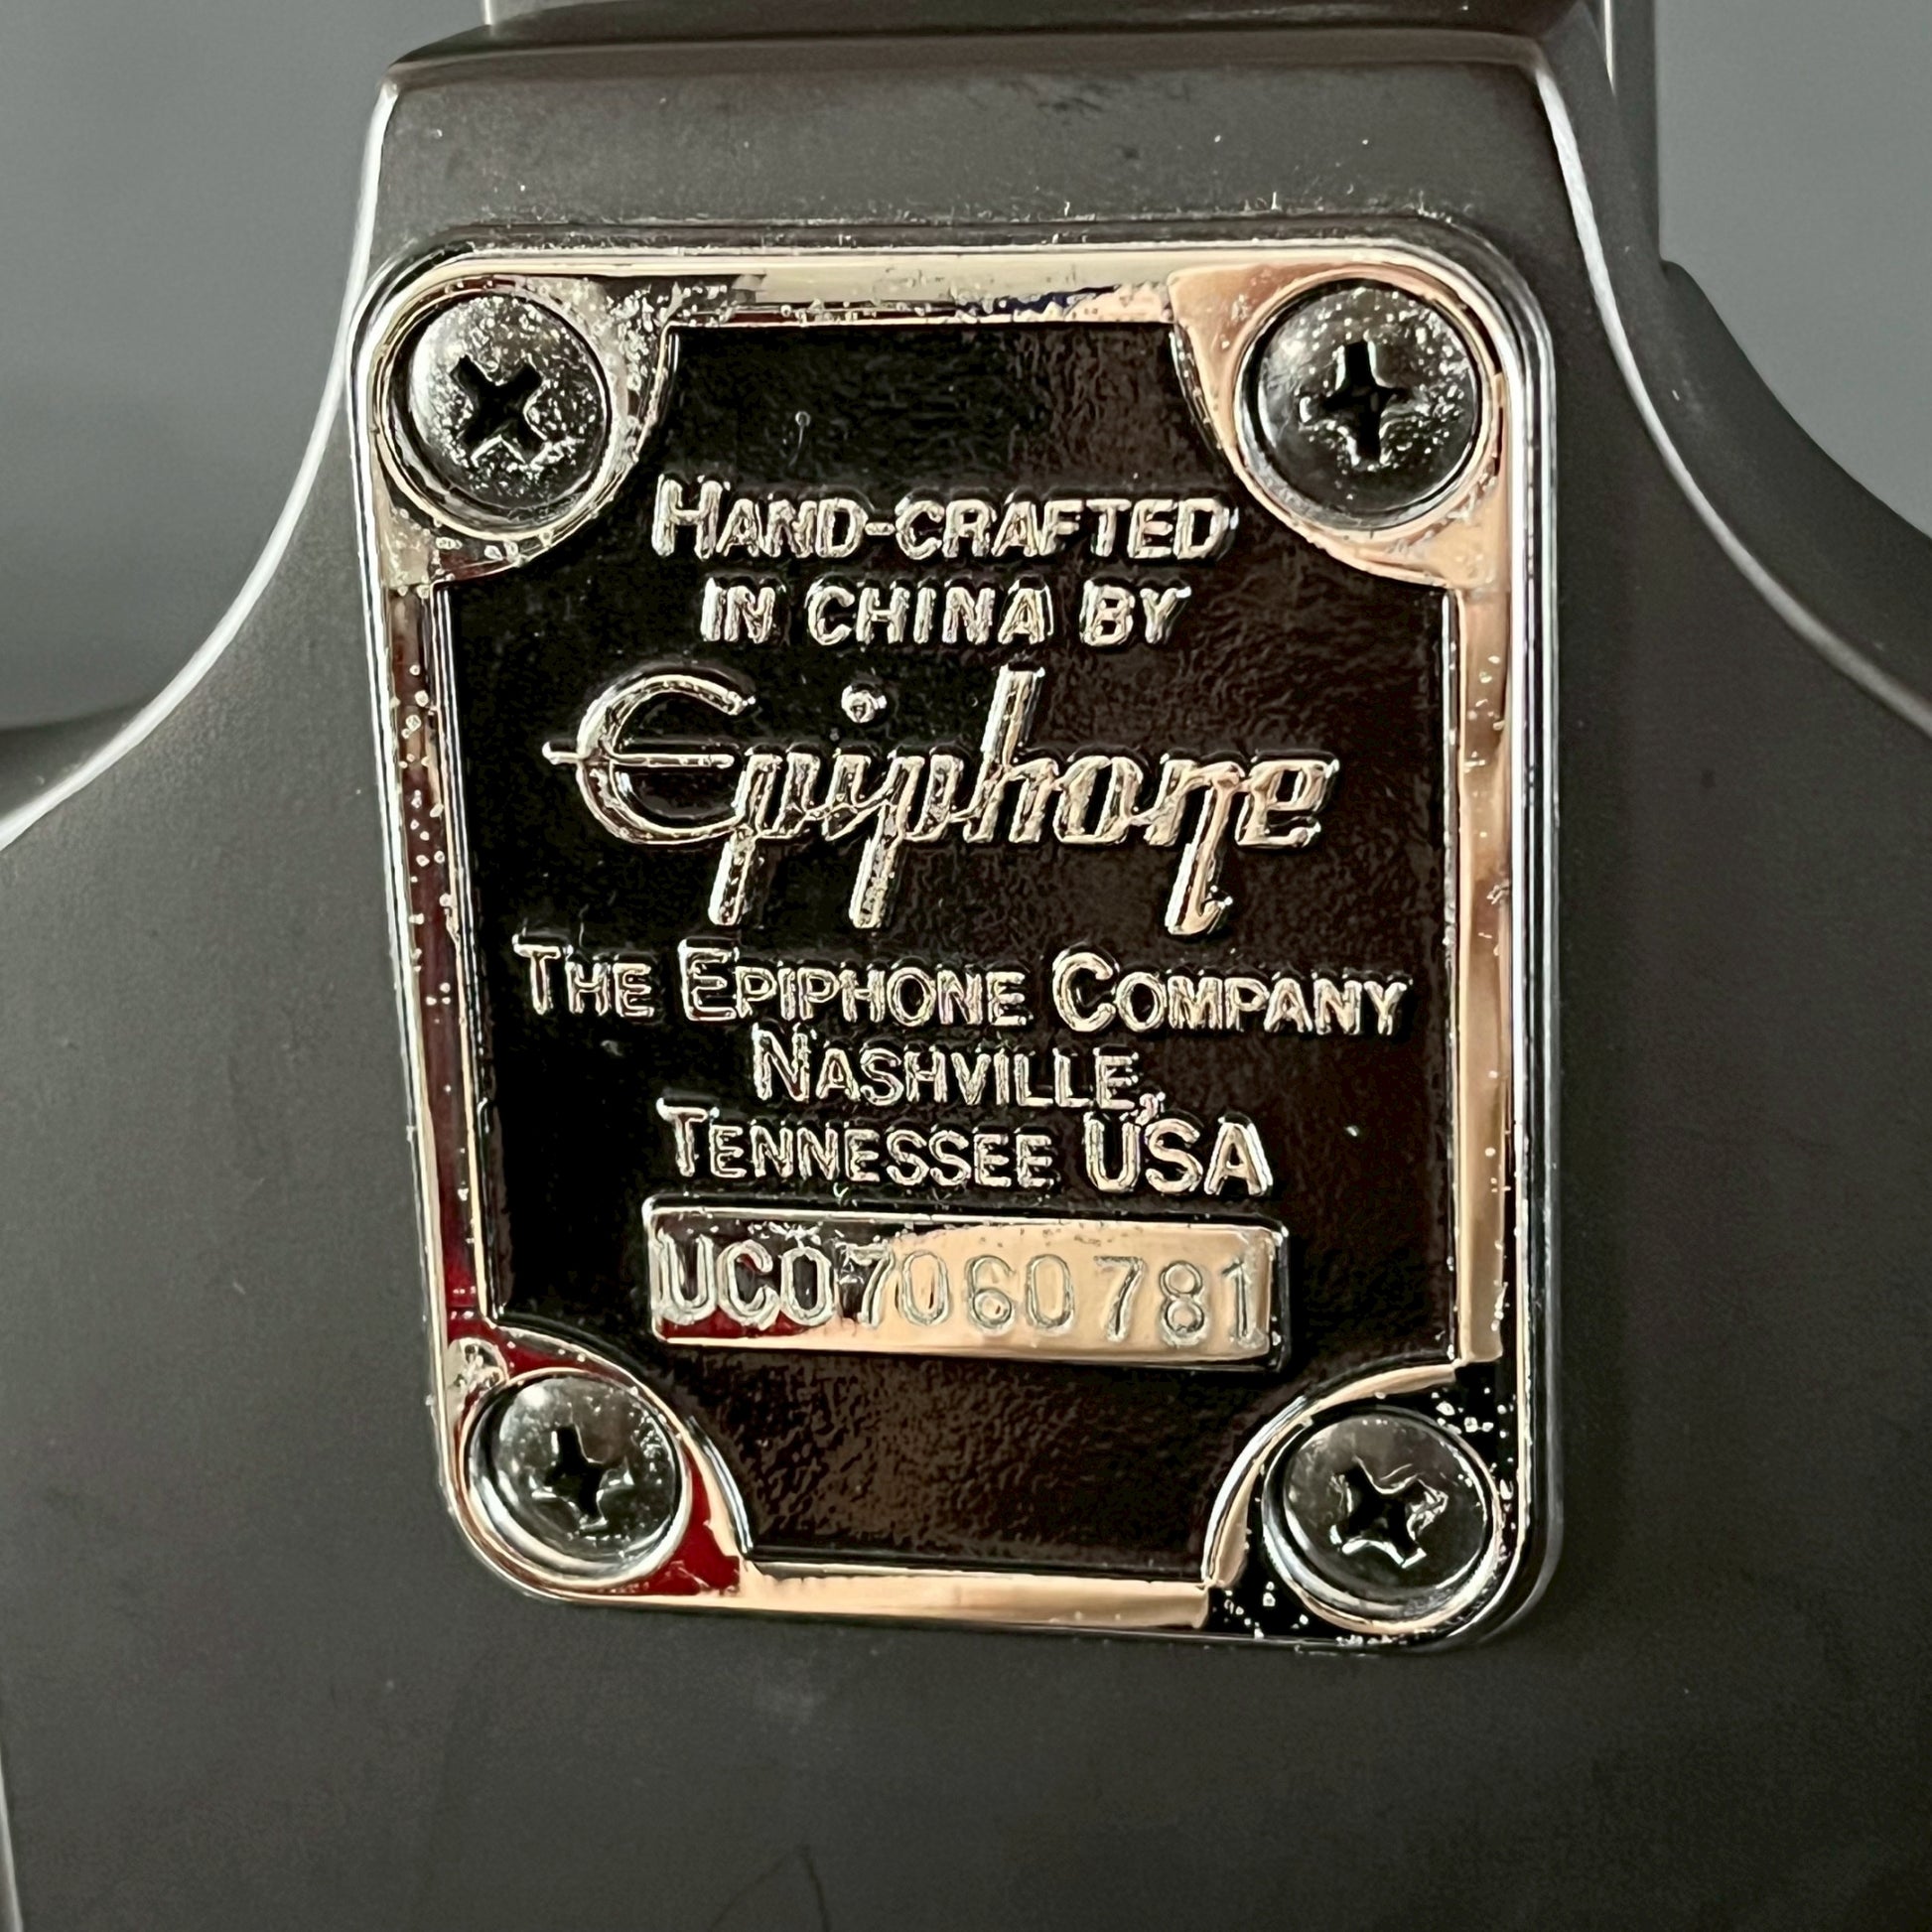 HAND-CRAFTED
IN CHINA BY
Epiphone
THE EPIPHONE COMPANY
NASHVILLE,
TENNESSEE USA
UC07060781